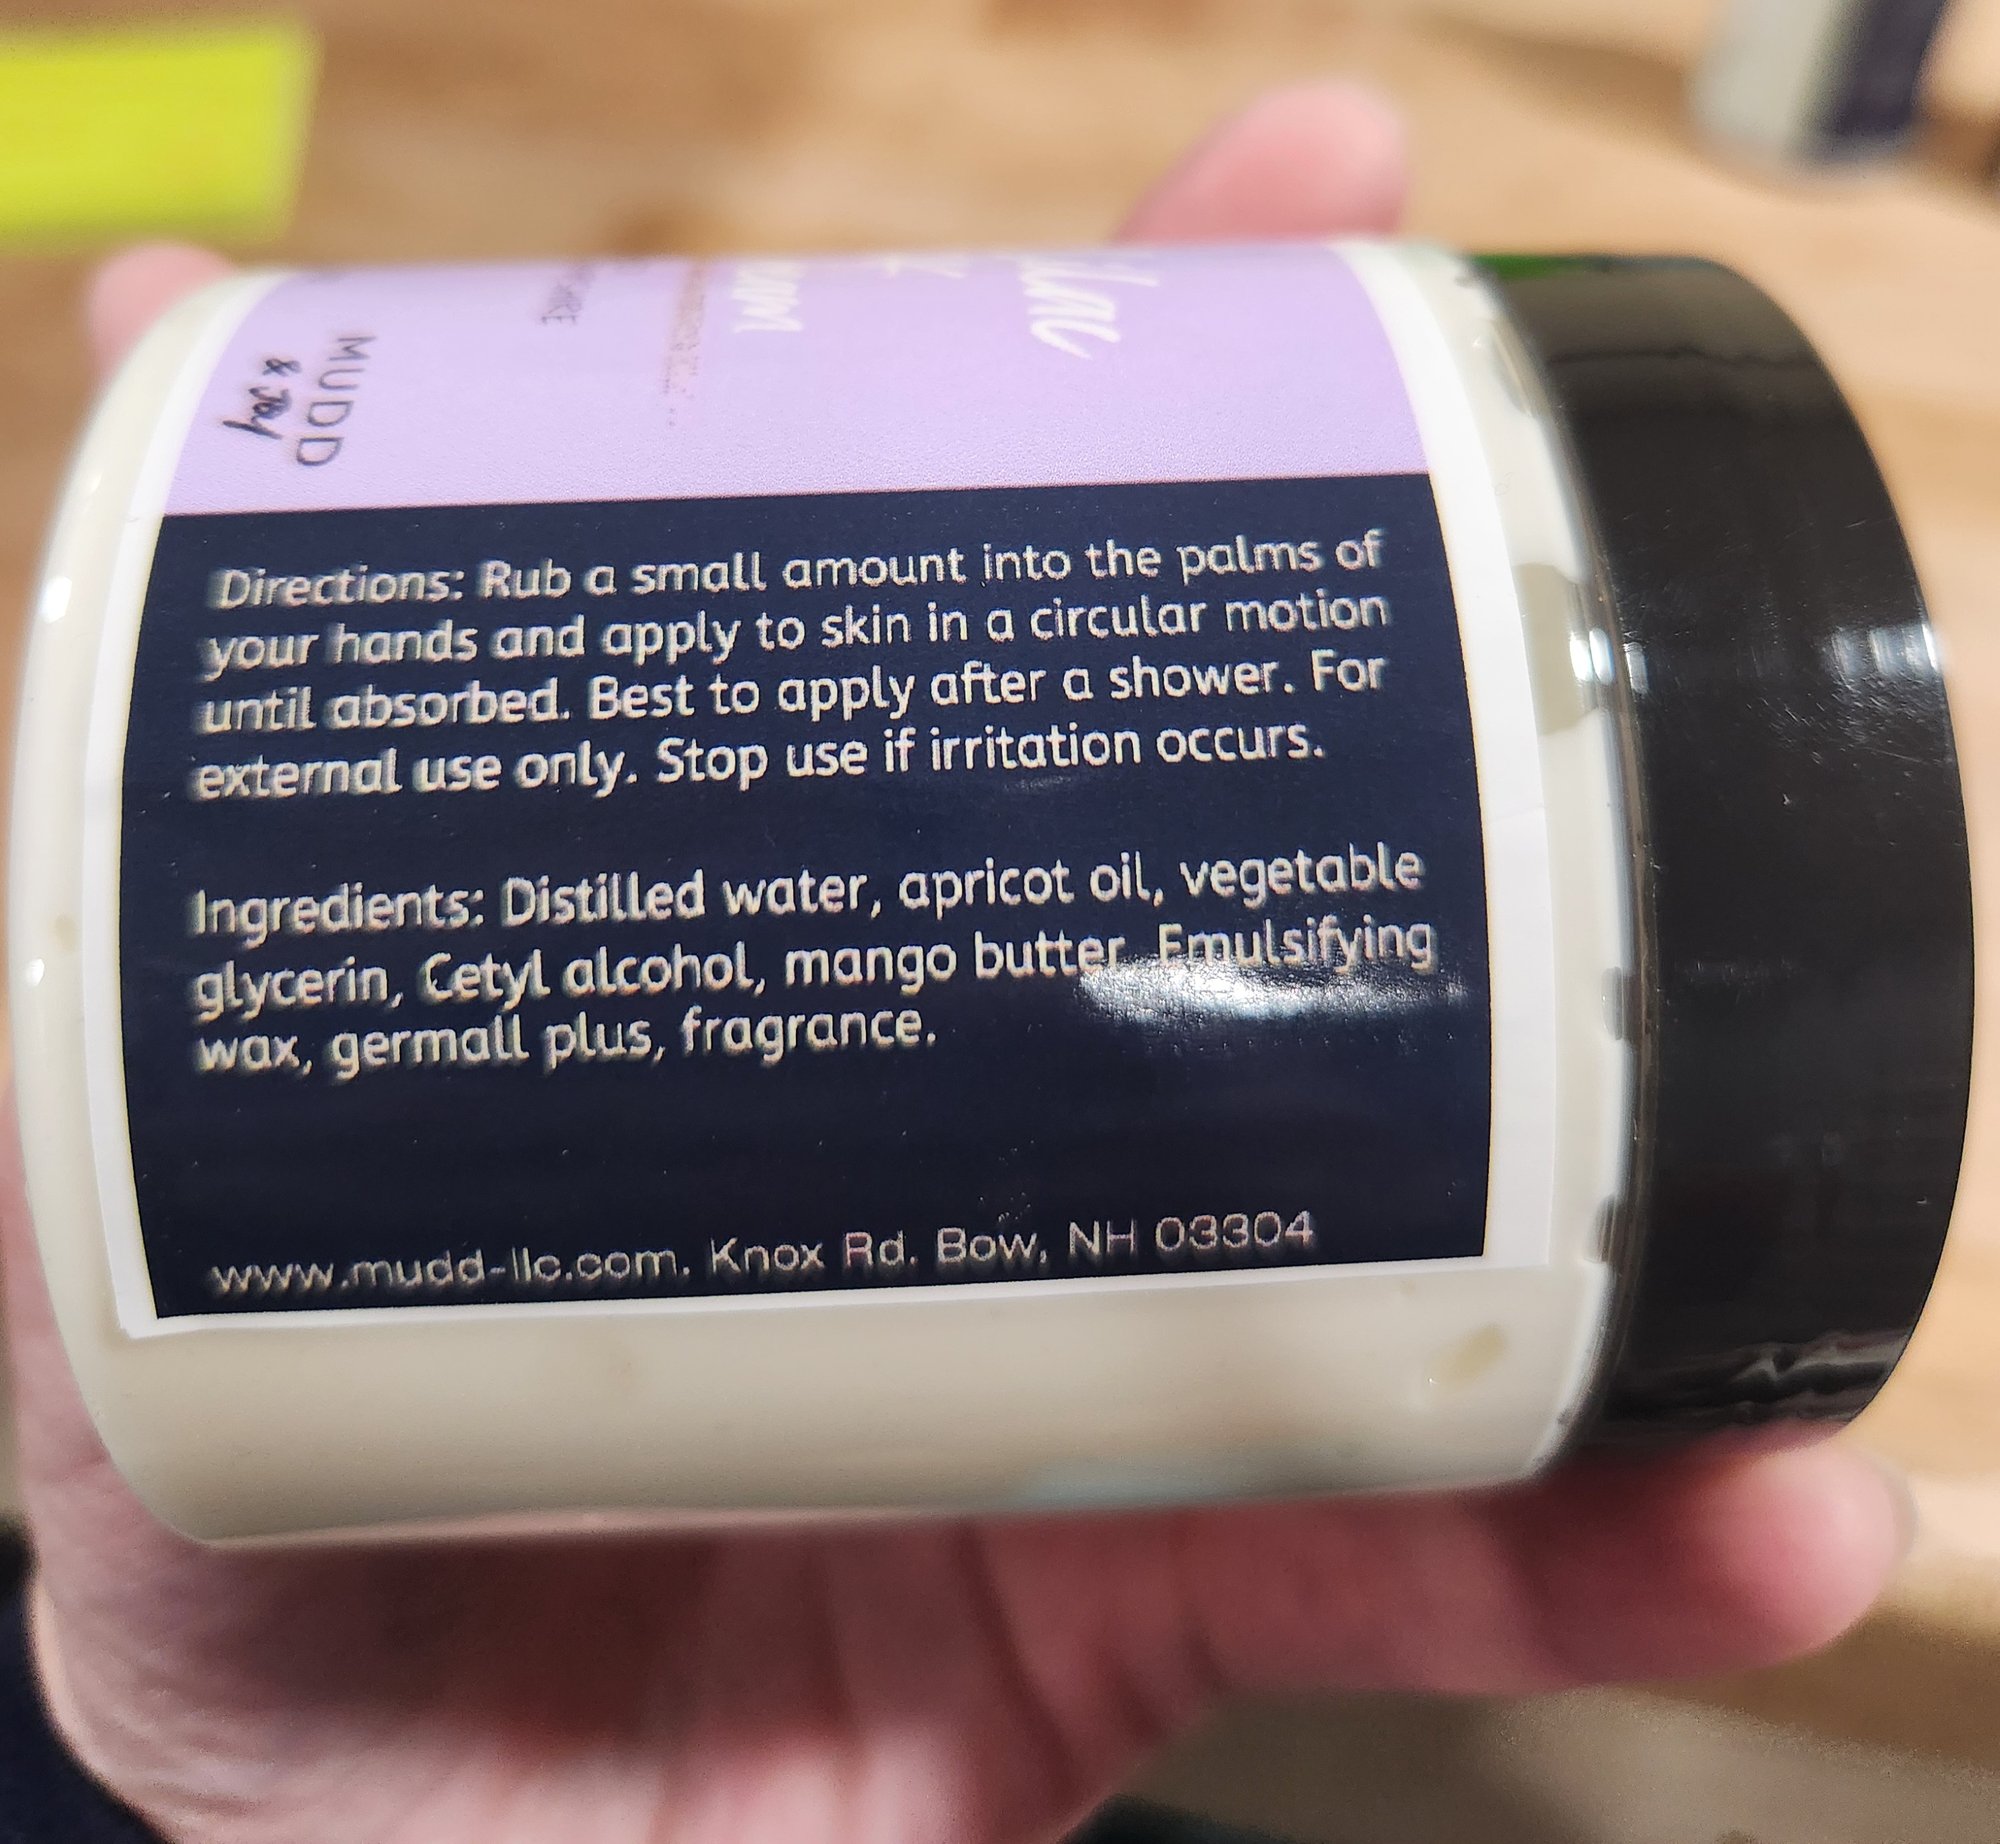 MUDD
& Joy
Directions: Rub a small amount into the palms of
your hands and apply to skin in a circular motion
until absorbed. Best to apply after a shower. For
external use only. Stop use if irritation occurs.
Ingredients: Distilled water, apricot oil, vegetable
glycerin, Cetyl alcohol, mango butter, Emulsifying
wax, germall plus, fragrance.
www.mudd-llc.com. Knox Rd. Bow, NH 03304